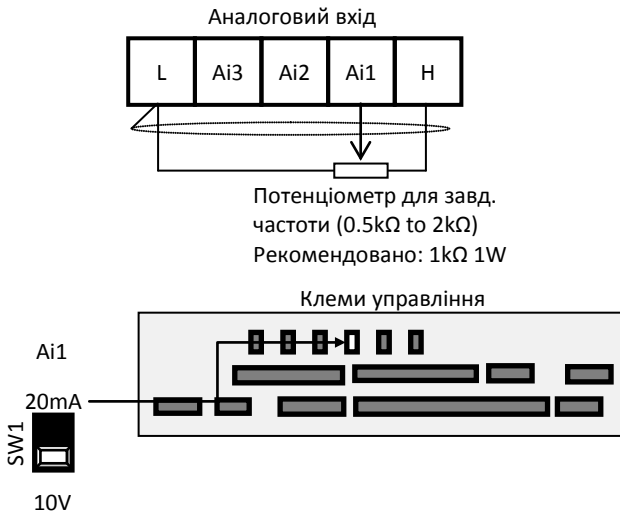 Аналоговий вхід
L Ai3 Ai2 Ai1 H
Потенціометр для завд.
частоти (0.5kΩ to 2kΩ)
Рекомендовано: 1kΩ 1W
Клеми управління
Ai1
20mA
SW1
10V